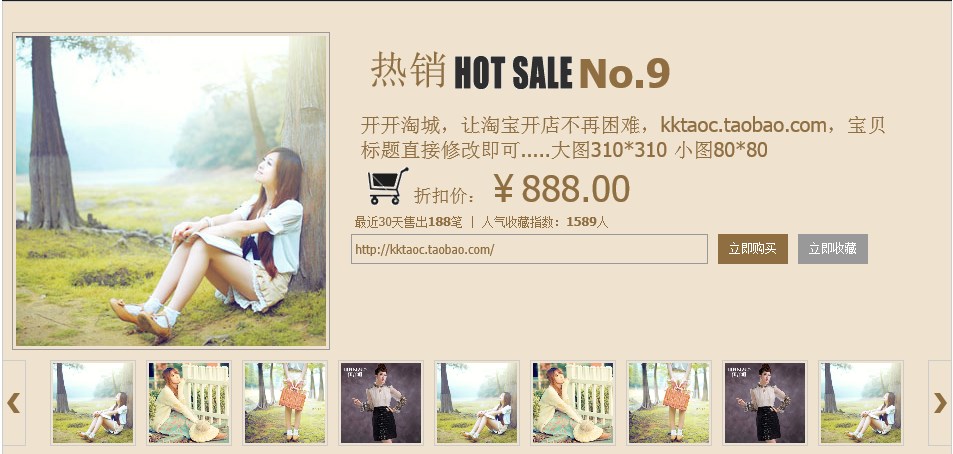 热销 HOT SALE No.9
开开淘城，让淘宝开店不再困难，kktaoc.taobao.com，宝贝
标题直接修改即可.....大图310*310 小图80*80
折扣价： ￥888.00
最近30天售出188笔 | 人气收藏指数：1589人
http://kktaoc.taobao.com/ 立即购买 立即收藏